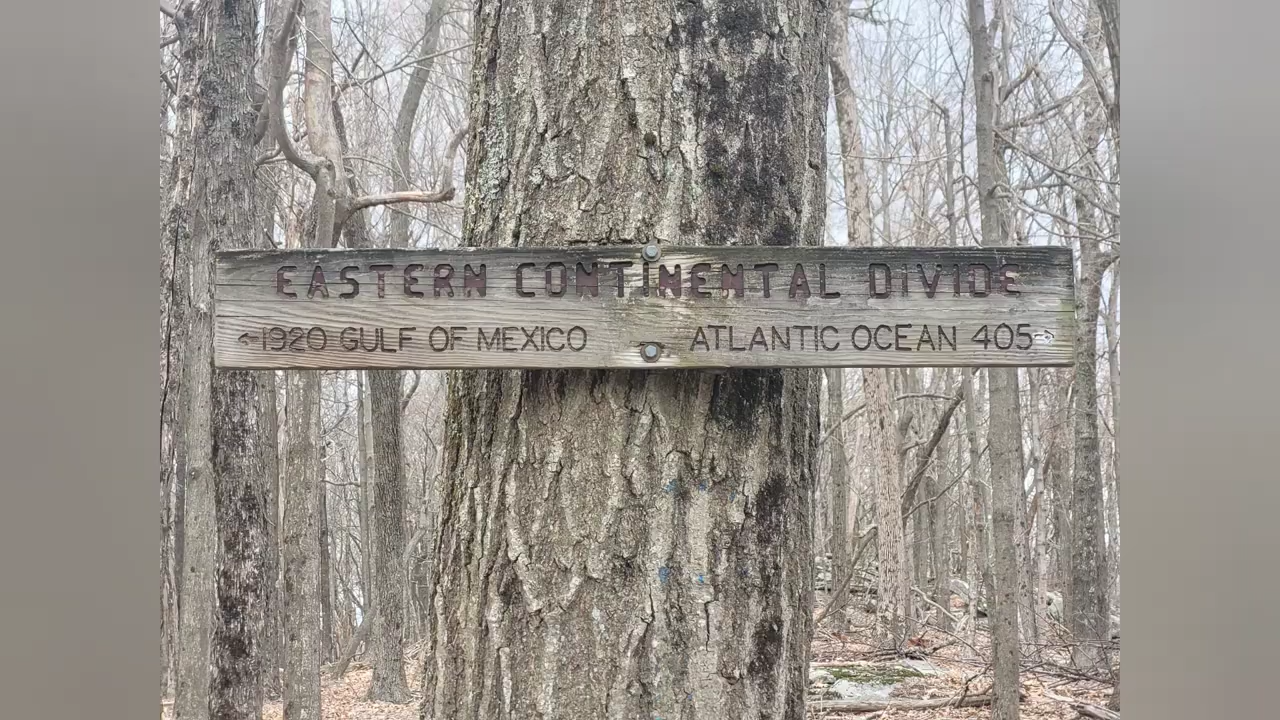 EASTERN CONTINENTAL DIVIDE
←1920 GULF OF MEXICO ATLANTIC OCEAN 405→